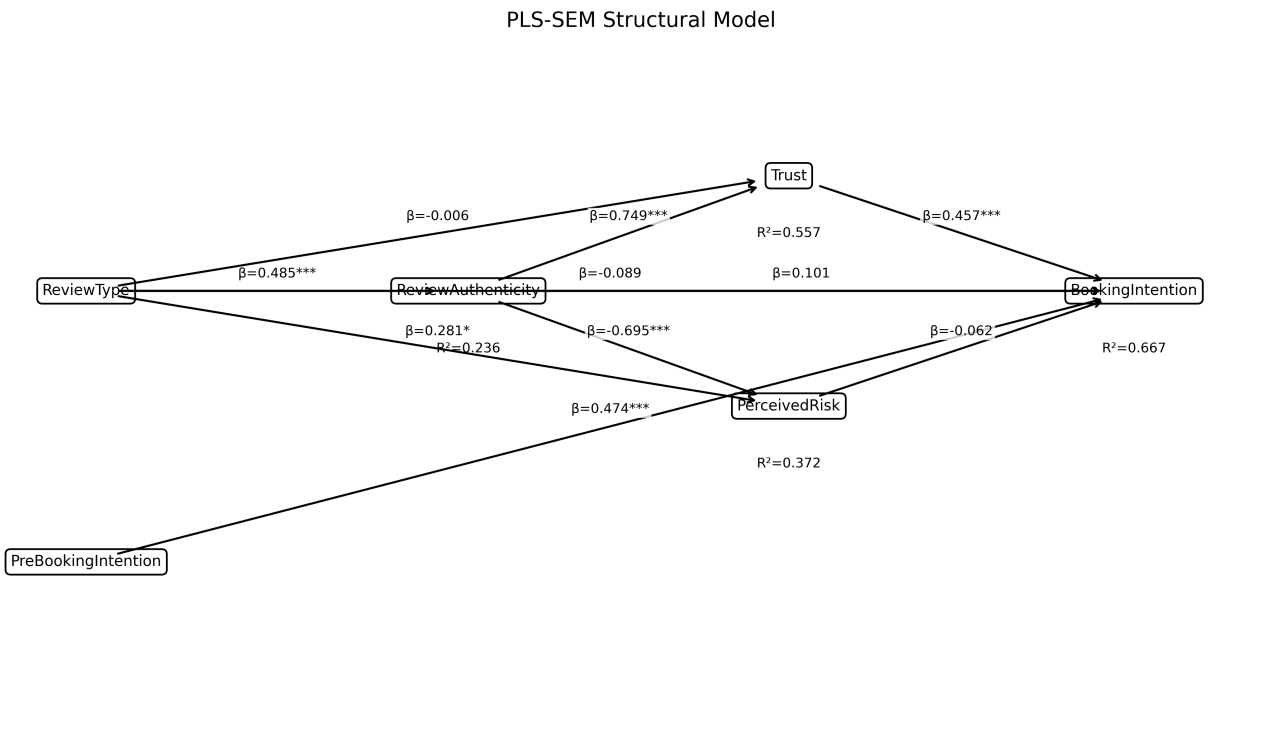 PLS-SEM Structural Model
Trust
β=-0.006
β=0.749***
β=0.457***
R²=0.557
β=0.485***
β=-0.089
β=0.101
ReviewType
ReviewAuthenticity
BookingIntention
β=0.281*
β=-0.695***
β=-0.062
R²=0.236
R²=0.667
β=0.474***
PerceivedRisk
R²=0.372
PreBookingIntention